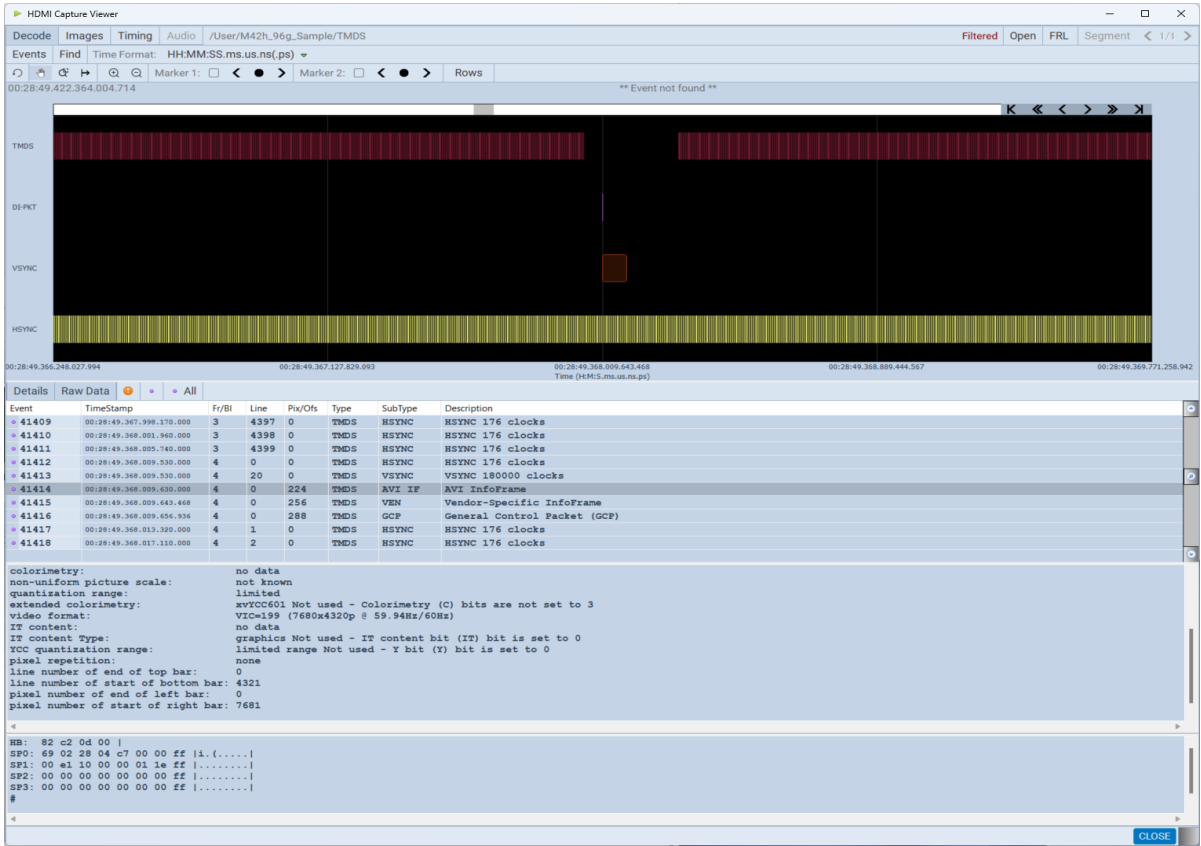 HDMI Capture Viewer
Decode Images Timing Audio /User/M42h_96g_Sample/TMDS Filtered Open FRL Segment < 1/1 >
Events Find Time Format: HH:MM:SS.ms.us.ns(.ps)
Marker 1: Marker 2: Rows
00:28:49.422.364.004.714 ** Event not found **
TMDS
DI-PKT
VSYNC
HSYNC
00:28:49.366.248.027.994 00:28:49.367.127.829.093 00:28:49.368.009.643.468 00:28:49.368.889.444.567 00:28:49.369.771.258.942
Time (H:M:S.ms.us.ns.ps)
Details Raw Data All
Event TimeStamp Fr/Bl Line Pix/Ofs Type SubType Description
41409 00:28:49.367.998.170.000 3 4397 0 TMDS HSYNC HSYNC 176 clocks
41410 00:28:49.368.001.960.000 3 4398 0 TMDS HSYNC HSYNC 176 clocks
41411 00:28:49.368.005.740.000 3 4399 0 TMDS HSYNC HSYNC 176 clocks
41412 00:28:49.368.009.530.000 4 0 0 TMDS HSYNC HSYNC 176 clocks
41413 00:28:49.368.009.530.000 4 20 0 TMDS VSYNC VSYNC 180000 clocks
41414 00:28:49.368.009.630.000 4 0 224 TMDS AVI IF AVI InfoFrame
41415 00:28:49.368.009.643.468 4 0 256 TMDS VEN Vendor-Specific InfoFrame
41416 00:28:49.368.009.656.936 4 0 288 TMDS GCP General Control Packet (GCP)
41417 00:28:49.368.013.320.000 4 1 0 TMDS HSYNC HSYNC 176 clocks
41418 00:28:49.368.017.110.000 4 2 0 TMDS HSYNC HSYNC 176 clocks
colorimetry: no data
non-uniform picture scale: not known
quantization range: limited
extended colorimetry: xvYCC601 Not used - Colorimetry (C) bits are not set to 3
video format: VIC=199 (7680x4320p @ 59.94Hz/60Hz)
IT content: no data
IT content Type: graphics Not used - IT content bit (IT) bit is set to 0
YCC quantization range: limited range Not used - Y bit (Y) bit is set to 0
pixel repetition: none
line number of end of top bar: 0
line number of start of bottom bar: 4321
pixel number of end of left bar: 0
pixel number of start of right bar: 7681
HB: 82 c2 0d 00 |
SP0: 69 02 28 04 c7 00 00 ff |i.(.....|
SP1: 00 e1 10 00 00 01 1e ff |........|
SP2: 00 00 00 00 00 00 00 ff |........|
SP3: 00 00 00 00 00 00 00 ff |........|
#
CLOSE